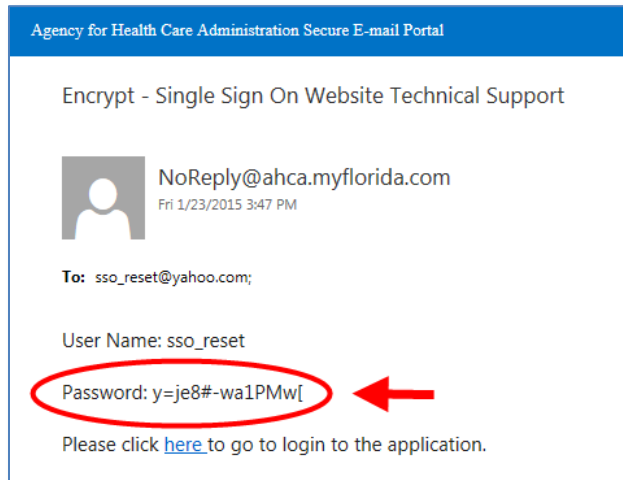 Agency for Health Care Administration Secure E-mail Portal
Encrypt - Single Sign On Website Technical Support
NoReply@ahca.myflorida.com
Fri 1/23/2015 3:47 PM
To: sso_reset@yahoo.com;
User Name: sso_reset
Password: y=je8#-wa1PMw[
Please click here to go to login to the application.